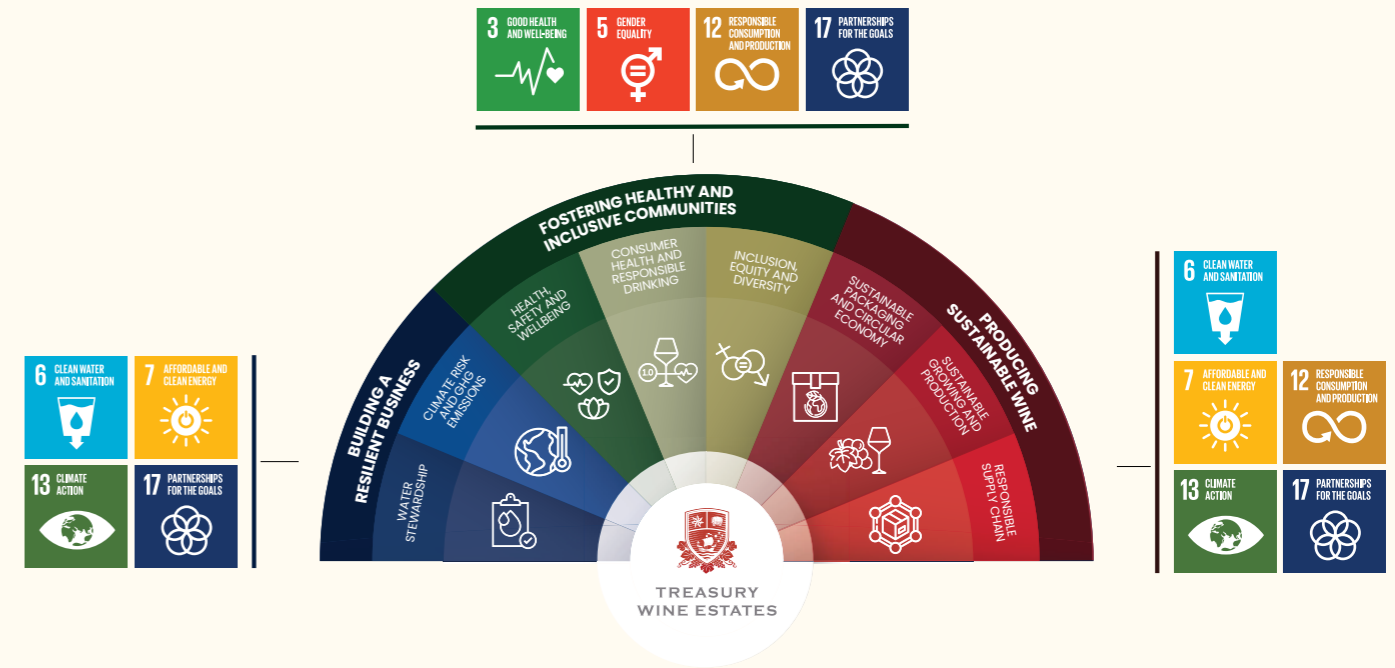 3 GOOD HEALTH
AND WELL-BEING
5 GENDER
EQUALITY
12 RESPONSIBLE
CONSUMPTION
AND PRODUCTION
17 PARTNERSHIPS
FOR THE GOALS
FOSTERING HEALTHY AND
INCLUSIVE COMMUNITIES
BUILDING A
RESILIENT BUSINESS
PRODUCING
SUSTAINABLE WINE
WATER
STEWARDSHIP
CLIMATE RISK
AND GHG
EMISSIONS
HEALTH,
SAFETY AND
WELLBEING
CONSUMER
HEALTH AND
RESPONSIBLE
DRINKING
1.0
INCLUSION,
EQUITY AND
DIVERSITY
SUSTAINABLE
PACKAGING
AND CIRCULAR
ECONOMY
SUSTAINABLE
GROWING AND
PRODUCTION
RESPONSIBLE
SUPPLY CHAIN
6 CLEAN WATER
AND SANITATION
7 AFFORDABLE AND
CLEAN ENERGY
13 CLIMATE
ACTION
17 PARTNERSHIPS
FOR THE GOALS
6 CLEAN WATER
AND SANITATION
7 AFFORDABLE AND
CLEAN ENERGY
12 RESPONSIBLE
CONSUMPTION
AND PRODUCTION
13 CLIMATE
ACTION
17 PARTNERSHIPS
FOR THE GOALS
TREASURY
WINE ESTATES